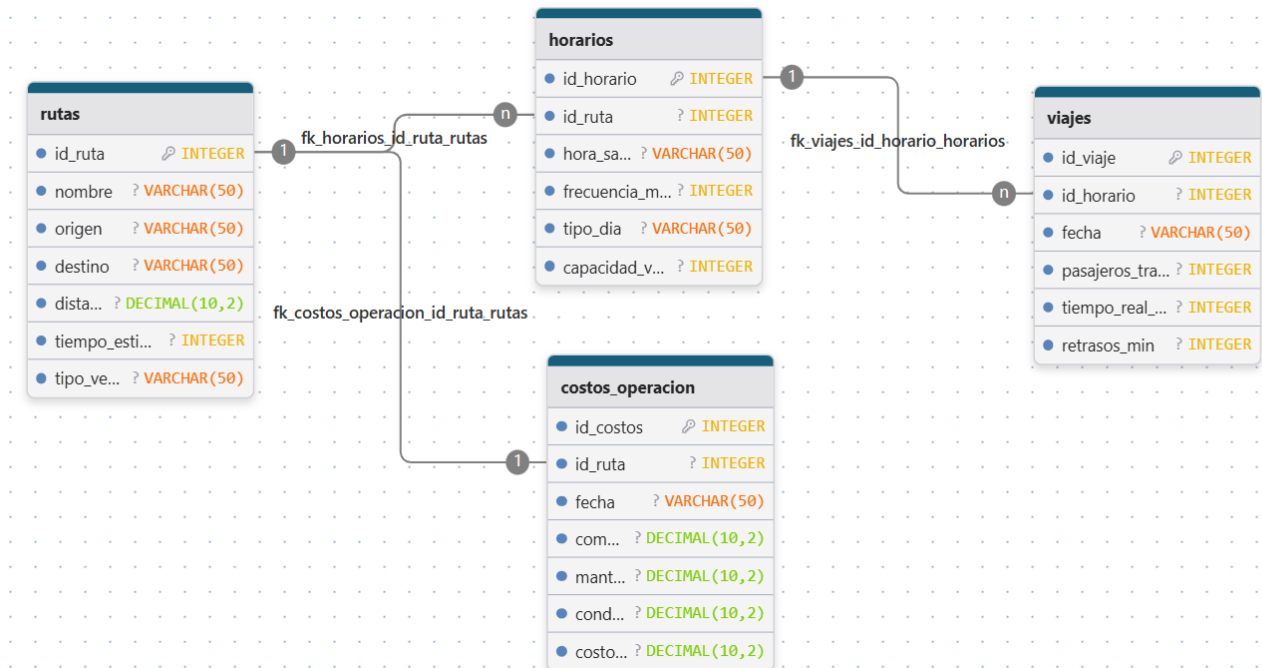 rutas
id_ruta INTEGER
nombre ? VARCHAR(50)
origen ? VARCHAR(50)
destino ? VARCHAR(50)
dista... ? DECIMAL(10,2)
tiempo_esti... ? INTEGER
tipo_ve... ? VARCHAR(50)
1
fk_horarios_id_ruta_rutas
n
horarios
id_horario INTEGER
id_ruta ? INTEGER
hora_sa... ? VARCHAR(50)
frecuencia_m... ? INTEGER
tipo_dia ? VARCHAR(50)
capacidad_v... ? INTEGER
1
fk_viajes_id_horario_horarios
n
viajes
id_viaje INTEGER
id_horario ? INTEGER
fecha ? VARCHAR(50)
pasajeros_tra... ? INTEGER
tiempo_real_... ? INTEGER
retrasos_min ? INTEGER
fk_costos_operacion_id_ruta_rutas
1
costos_operacion
id_costos INTEGER
id_ruta ? INTEGER
fecha ? VARCHAR(50)
com... ? DECIMAL(10,2)
mant... ? DECIMAL(10,2)
cond... ? DECIMAL(10,2)
costo... ? DECIMAL(10,2)